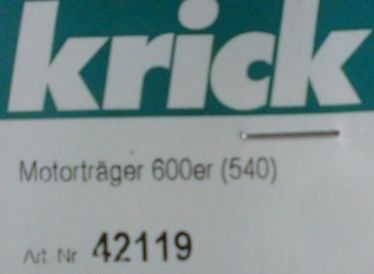 krick
Motorträger 600er (540)
Art. Nr 42119